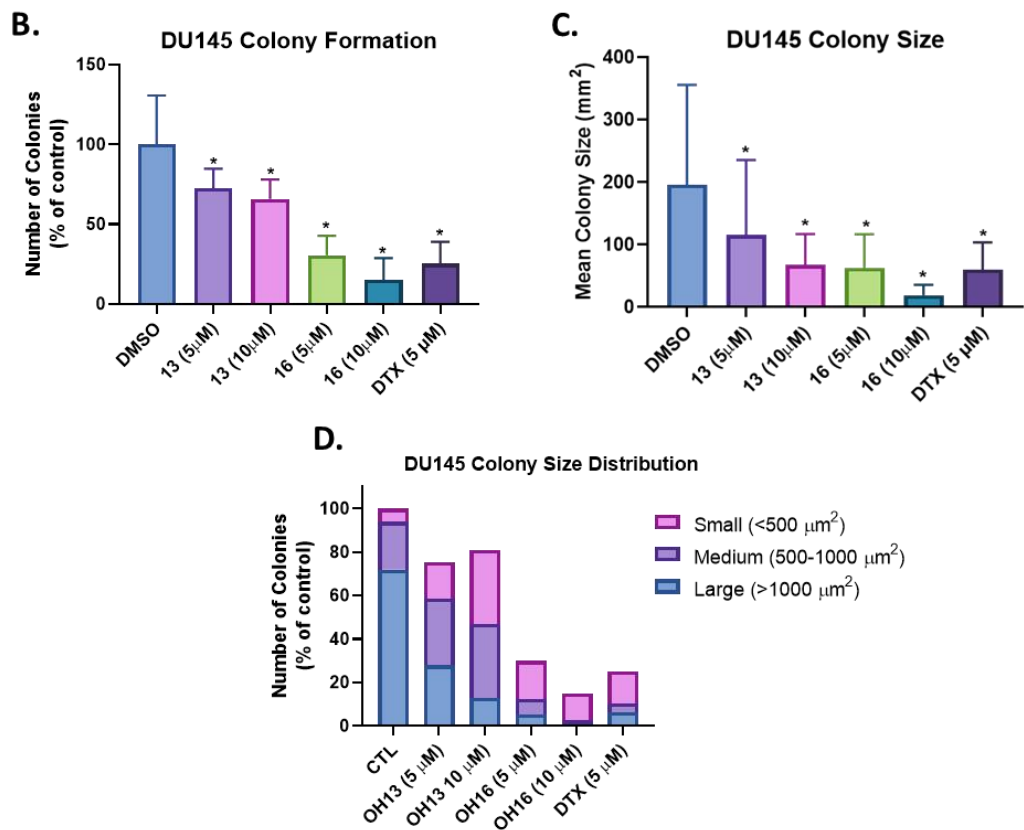 B.
DU145 Colony Formation
Number of Colonies
(% of control)
150
100
50
0
*
*
*
*
*
DMSO
13 (5μM)
13 (10μM)
16 (5μM)
16 (10μM)
DTX (5 μM)
C.
DU145 Colony Size
Mean Colony Size (mm²)
400
300
200
100
0
*
*
*
*
*
DMSO
13 (5μM)
13 (10μM)
16 (5μM)
16 (10μM)
DTX (5 μM)
D.
DU145 Colony Size Distribution
Number of Colonies
(% of control)
100
80
60
40
20
0
CTL
OH13 (5 μM)
OH13 10 μM)
OH16 (5 μM)
OH16 (10 μM)
DTX (5 μM)
Small (<500 μm²)
Medium (500-1000 μm²)
Large (>1000 μm²)